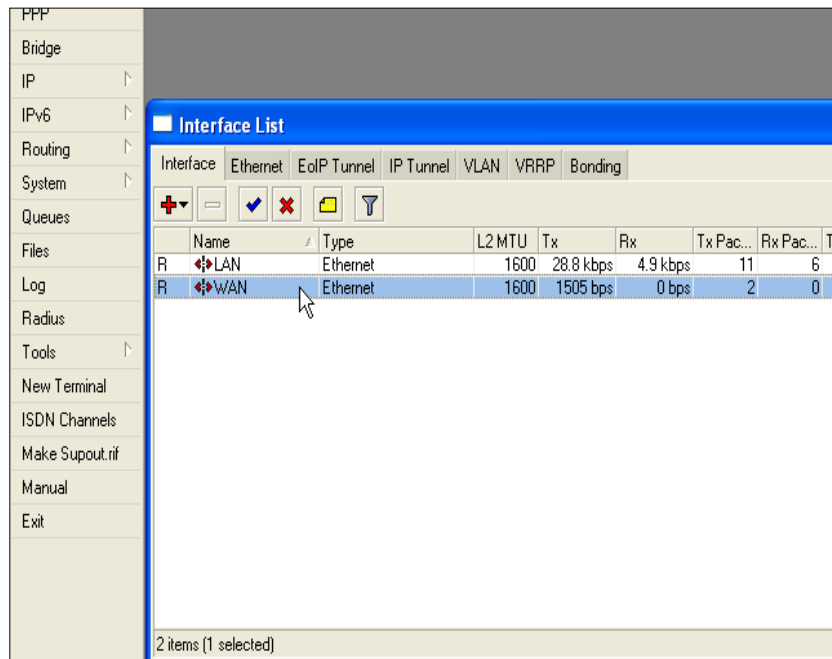 PPP
Bridge
IP
IPv6
Routing
System
Queues
Files
Log
Radius
Tools
New Terminal
ISDN Channels
Make Supout.rif
Manual
Exit
Interface List
Interface Ethernet EoIP Tunnel IP Tunnel VLAN VRRP Bonding
Name Type L2 MTU Tx Rx Tx Pac... Rx Pac... T
R LAN Ethernet 1600 28.8 kbps 4.9 kbps 11 6
R WAN Ethernet 1600 1505 bps 0 bps 2 0
2 items (1 selected)